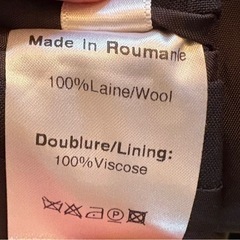 Made In Roumanie
100%Laine/Wool
Doublure/Lining:
100%Viscose